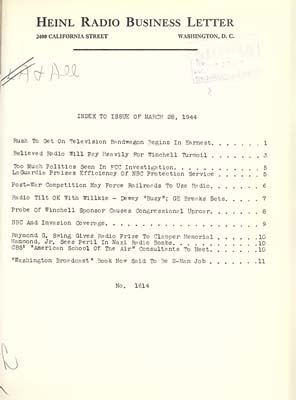 HEINL RADIO BUSINESS LETTER
2400 CALIFORNIA STREET WASHINGTON, D. C.
INDEX TO ISSUE OF MARCH 28, 1944
Rush To Get On Television Bandwagon Begins In Earnest. . . . . . . 1
Believed Radio Will Pay Heavily For Winchell Turmoil . . . . . . . 3
Too Much Politics Seen In FCC Investigation. . . . . . . 5
LaGuardia Praises Efficiency Of NBC Protection Service . . . . . . 5
Post-War Competition May Force Railroads To Use Radio. . . . . . . 6
Radio Tilt OK With Willkie - Dewey "Busy"; GE Breaks Sets. . . . . 7
Probe Of Winchell Sponsor Causes Congressional Uproar. . . . . . . 8
BBC And Invasion Coverage. . . . . . . 9
Raymond G. Swing Gives Radio Prize To Clapper Memorial . . . . . .10
Hammond, Jr. Sees Peril In Nazi Radio Bombs. . . . . . .10
CBS' "American School Of The Air" Consultants To Meet. . . . . . .10
"Washington Broadcast" Book Now Said To Be G-Man Job . . . . . . .11
No. 1614